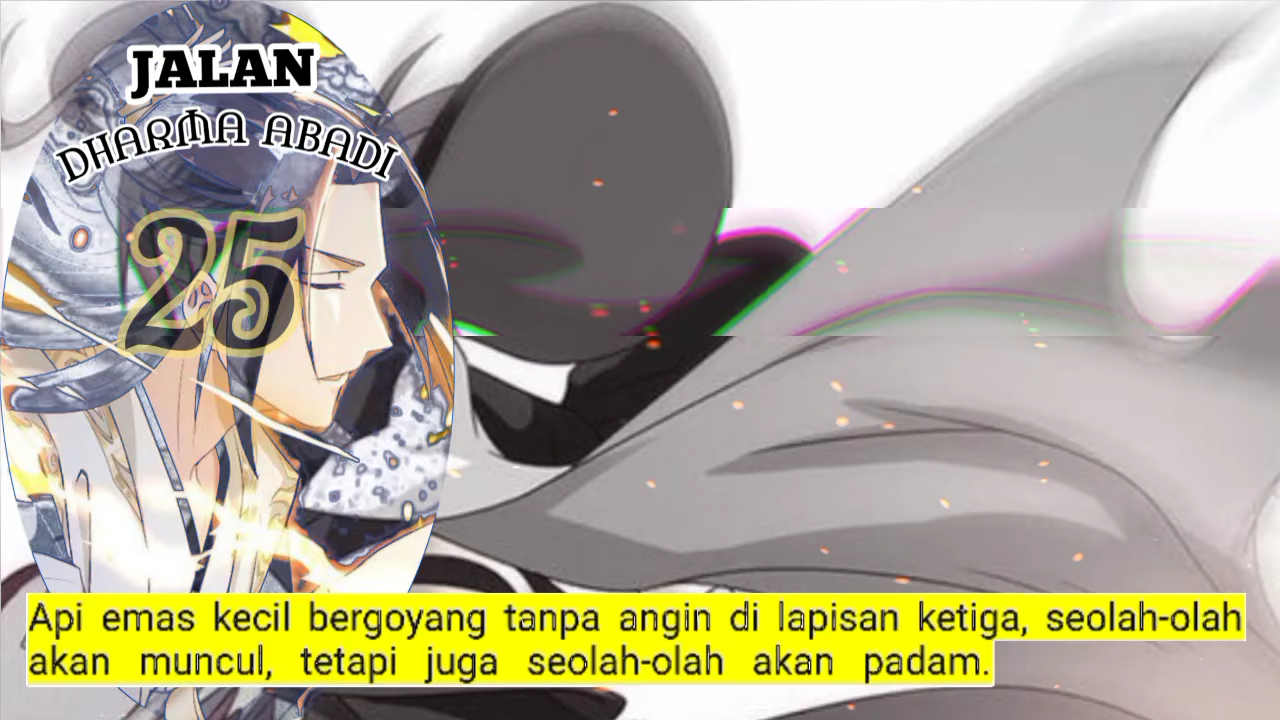 JALAN
DHARMA ABADI
25
Api emas kecil bergoyang tanpa angin di lapisan ketiga, seolah-olah
akan muncul, tetapi juga seolah-olah akan padam.